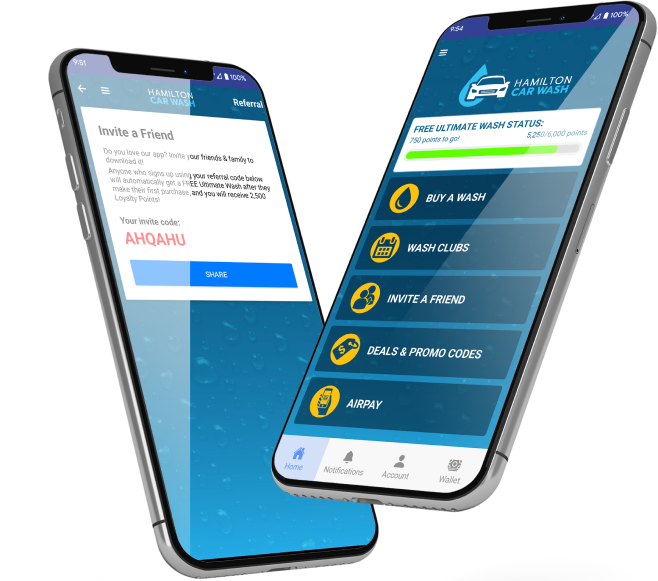 9:51
100%
HAMILTON
CAR WASH
Referral
Invite a Friend
Do you love our app? Invite your friends & family to
download it!
Anyone who signs up using your referral code below
will automatically get a FREE Ultimate Wash after they
make their first purchase, and you will receive 2,500
Loyalty Points!
Your invite code:
AHQAHU
SHARE
9:54
100%
HAMILTON
CAR WASH
FREE ULTIMATE WASH STATUS:
750 points to go!
5,250/6,000 points
BUY A WASH
WASH CLUBS
INVITE A FRIEND
DEALS & PROMO CODES
AIRPAY
Home
Notifications
Account
Wallet